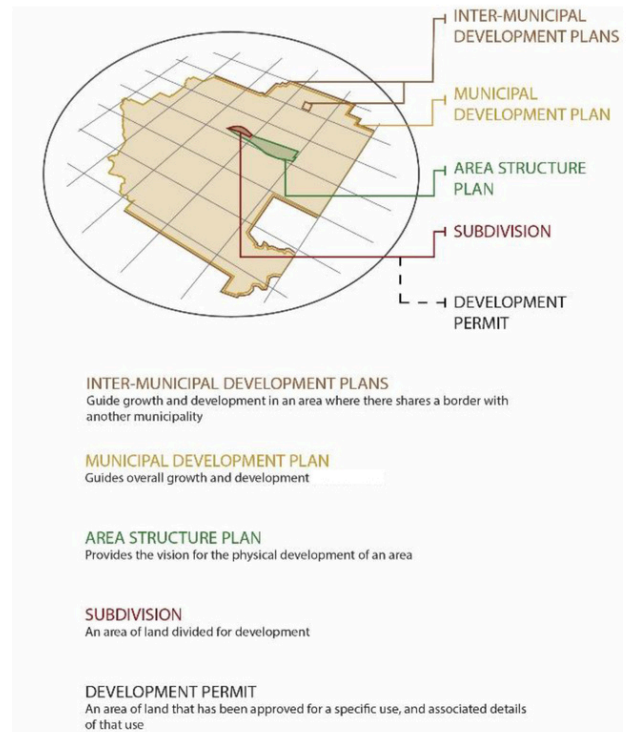 INTER-MUNICIPAL
DEVELOPMENT PLANS
MUNICIPAL
DEVELOPMENT PLAN
AREA STRUCTURE
PLAN
SUBDIVISION
DEVELOPMENT
PERMIT
INTER-MUNICIPAL DEVELOPMENT PLANS
Guide growth and development in an area where there shares a border with
another municipality
MUNICIPAL DEVELOPMENT PLAN
Guides overall growth and development
AREA STRUCTURE PLAN
Provides the vision for the physical development of an area
SUBDIVISION
An area of land divided for development
DEVELOPMENT PERMIT
An area of land that has been approved for a specific use, and associated details
of that use